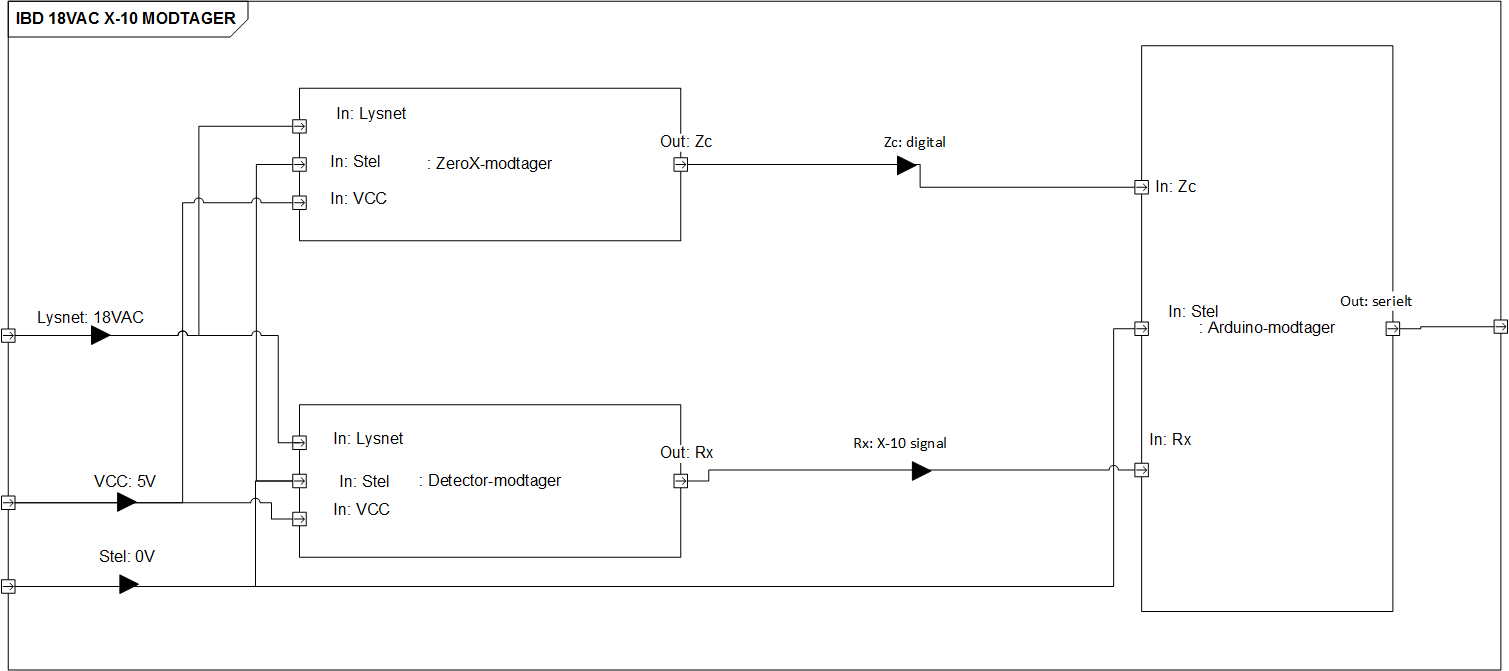 IBD 18VAC X-10 MODTAGER
In: Lysnet
In: Stel
: ZeroX-modtager
In: VCC
Out: Zc
Zc: digital
In: Zc
Lysnet: 18VAC
In: Stel
: Arduino-modtager
Out: serielt
In: Lysnet
In: Stel
: Detector-modtager
In: VCC
Out: Rx
Rx: X-10 signal
In: Rx
VCC: 5V
Stel: 0V